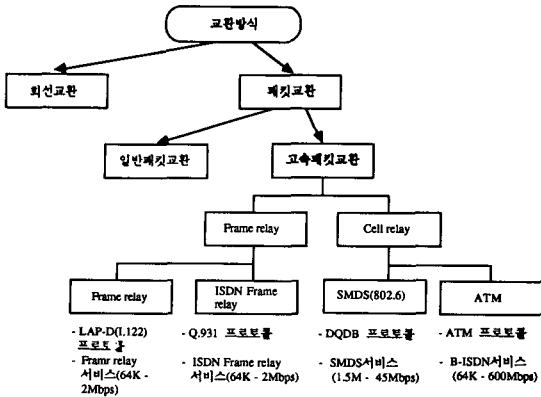 교환방식
회선교환
패킷교환
일반패킷교환
고속패킷교환
Frame relay
Cell relay
Frame relay
ISDN Frame
relay
SMDS(802.6)
ATM
- LAP-D(I.122)
프로토콜
- Framr relay
서비스(64K -
2Mbps)
- Q.931 프로토콜
- ISDN Frame relay
서비스(64K - 2Mbps)
- DQDB 프로토콜
- SMDS서비스
(1.5M - 45Mbps)
- ATM 프로토콜
- B-ISDN서비스
(64K - 600Mbps)